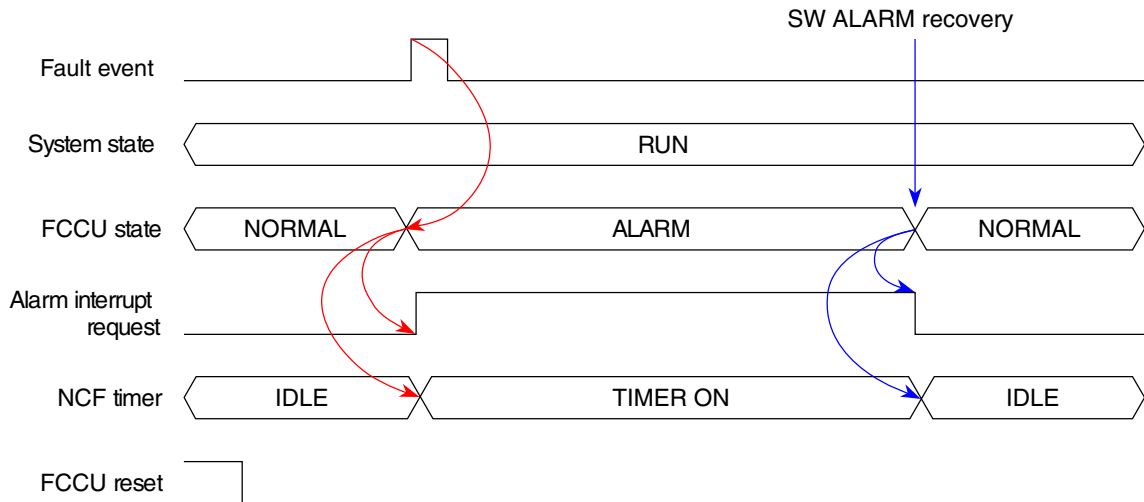 SW ALARM recovery
Fault event
System state
RUN
FCCU state
NORMAL
ALARM
NORMAL
Alarm interrupt
request
NCF timer
IDLE
TIMER ON
IDLE
FCCU reset